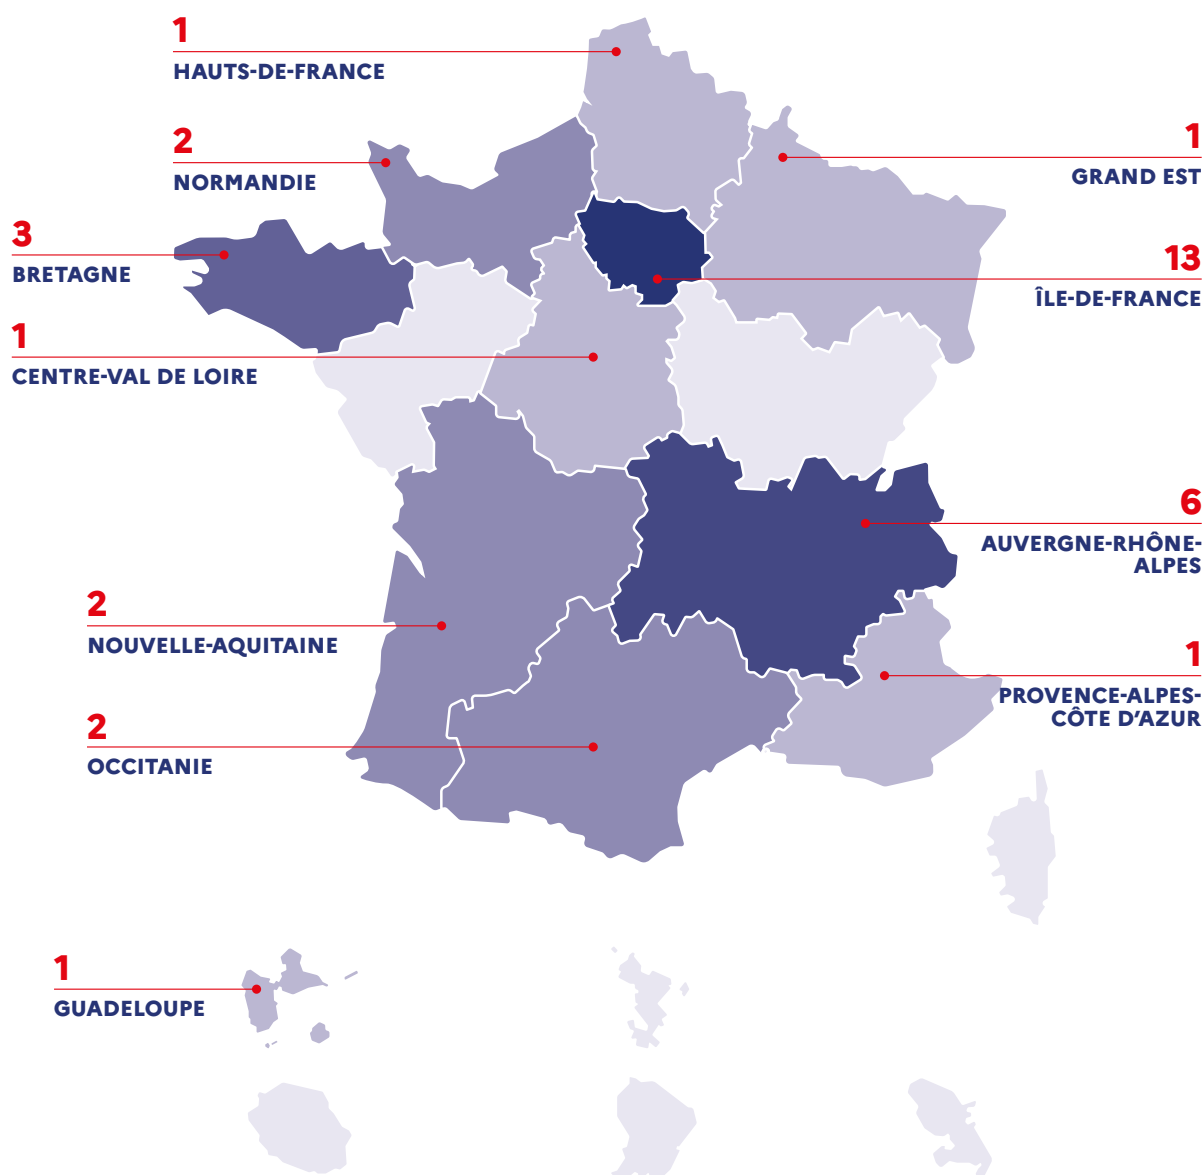 1
HAUTS-DE-FRANCE
2
NORMANDIE
1
GRAND EST
3
BRETAGNE
13
ÎLE-DE-FRANCE
1
CENTRE-VAL DE LOIRE
6
AUVERGNE-RHÔNE-
ALPES
2
NOUVELLE-AQUITAINE
1
PROVENCE-ALPES-
CÔTE D'AZUR
2
OCCITANIE
1
GUADELOUPE